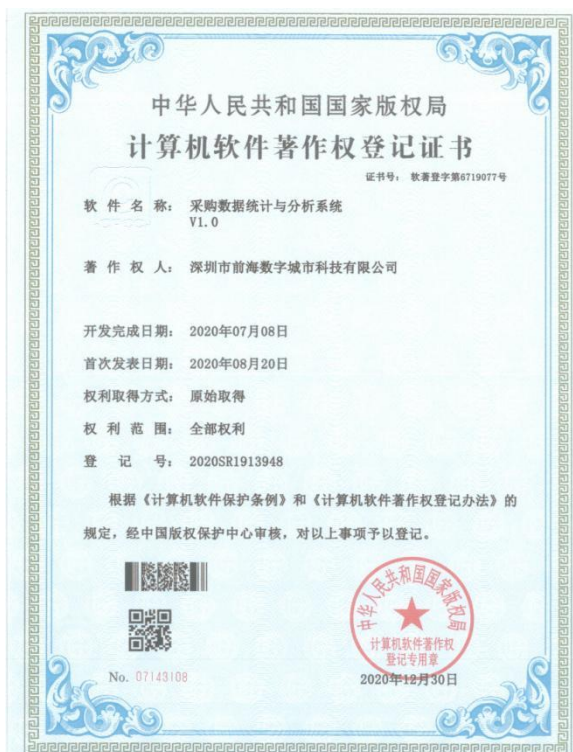 中华人民共和国国家版权局
计算机软件著作权登记证书
证书号： 软著登字第6719077号
软件名称： 采购数据统计与分析系统
V1.0
著作权人： 深圳市前海数字城市科技有限公司
开发完成日期： 2020年07月08日
首次发表日期： 2020年08月20日
权利取得方式： 原始取得
权利范围： 全部权利
登记号： 2020SR1913948
根据《计算机软件保护条例》和《计算机软件著作权登记办法》的
规定，经中国版权保护中心审核，对以上事项予以登记。
中华人民共和国国家版权局
计算机软件著作权
登记专用章
No. 07143108
2020年12月30日